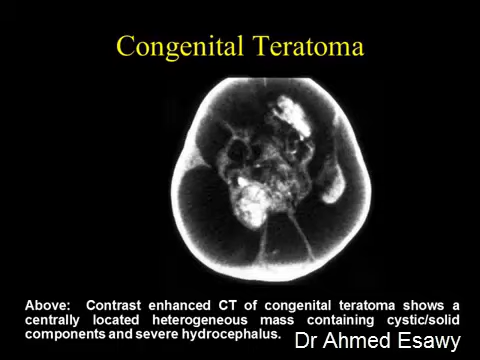 Congenital Teratoma
Above: Contrast enhanced CT of congenital teratoma shows a
centrally located heterogeneous mass containing cystic/solid
components and severe hydrocephalus.
Dr Ahmed Esawy